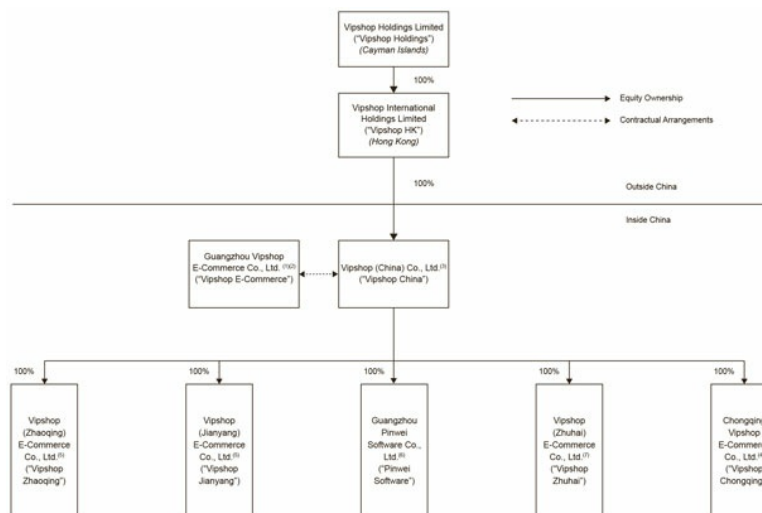 Vipshop Holdings Limited
("Vipshop Holdings")
(Cayman Islands)
100%
Vipshop International
Holdings Limited
("Vipshop HK")
(Hong Kong)
Equity Ownership
Contractual Arrangements
100%
Outside China
Inside China
Guangzhou Vipshop
E-Commerce Co., Ltd. (1)(2)
("Vipshop E-Commerce")
Vipshop (China) Co., Ltd.(3)
("Vipshop China")
100%
100%
100%
100%
100%
Vipshop
(Zhaoqing)
E-Commerce
Co., Ltd.(5)
("Vipshop
Zhaoqing")
Vipshop
(Jianyang)
E-Commerce
Co., Ltd.(5)
("Vipshop
Jianyang")
Guangzhou
Pinwei
Software Co.,
Ltd.(6)
("Pinwei
Software")
Vipshop
(Zhuhai)
E-Commerce
Co., Ltd.(7)
("Vipshop
Zhuhai")
Chongqing
Vipshop
E-Commerc
Co., Ltd.(4)
("Vipshop
Chongqing